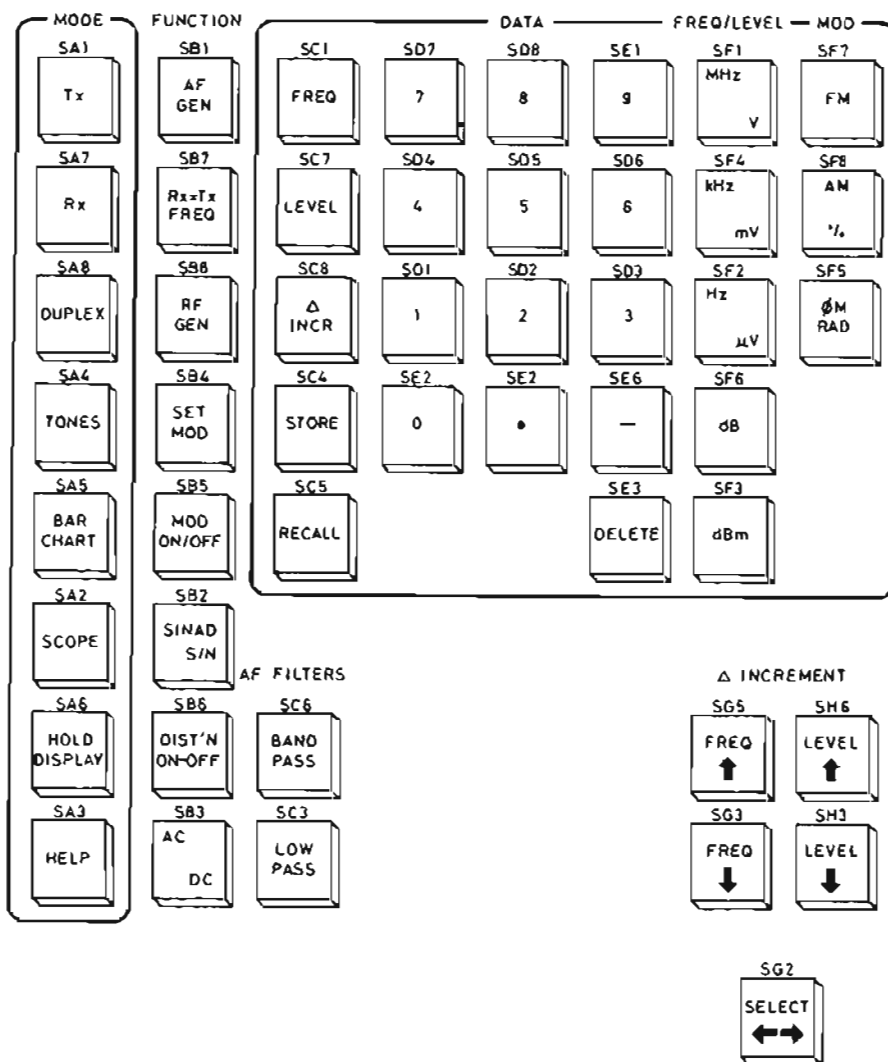 MODE FUNCTION DATA FREQ/LEVEL MOD
SA1 SB1 SC1 SD7 SD8 SE1 SF1 SF7
Tx AF GEN FREQ 7 8 9 MHz V FM
SA7 SB7 SC7 SD4 SD5 SD6 SF4 SF8
Rx Rx=Tx FREQ LEVEL 4 5 6 kHz mV AM %
SA8 SB8 SC8 SD1 SD2 SD3 SF2 SF5
DUPLEX RF GEN Δ INCR 1 2 3 Hz µV ØM RAD
SA4 SB4 SC4 SE2 SE2 SE6 SF6
TONES SET MOD STORE 0 • — dB
SA5 SB5 SC5 SE3 SF3
BAR CHART MOD ON/OFF RECALL DELETE dBm
SA2 SB2
SCOPE SINAD S/N
AF FILTERS Δ INCREMENT
SA6 SB6 SC6 SG5 SH6
HOLD DISPLAY DIST'N ON-OFF BAND PASS FREQ ↑ LEVEL ↑
SA3 SB3 SC3 SG3 SH3
HELP AC DC LOW PASS FREQ ↓ LEVEL ↓
SG2
SELECT
←→